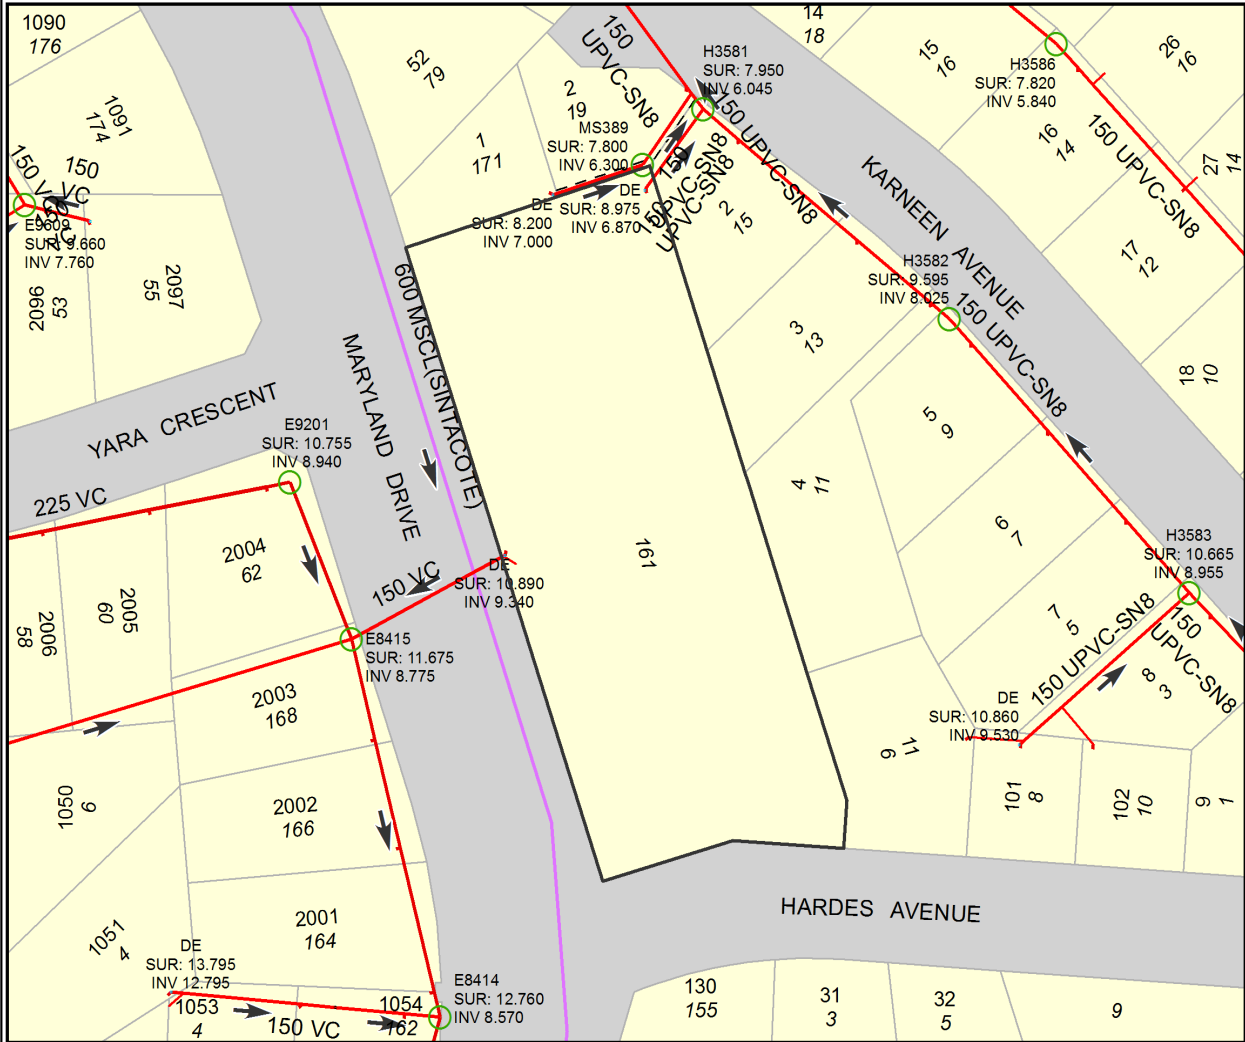 1090
176
1091
174
150 VC
150
VC
150
VC
E9609
SUR: 9.660
INV 7.760
2096
53
2097
55
52
79
1
171
2
19
150
UPVC-SN8
MS389
SUR: 7.800
INV 6.300
DE
SUR: 8.200
INV 7.000
DE
SUR: 8.975
INV 6.870
H3581
SUR: 7.950
INV 6.045
150
UPVC-SN8
150
UPVC-SN8
150 UPVC-SN8
2
15
14
18
15
16
H3586
SUR: 7.820
INV 5.840
26
16
16
14
150 UPVC-SN8
27
14
17
12
18
10
KARNEEN AVENUE
H3582
SUR: 9.595
INV 8.025
150 UPVC-SN8
3
13
5
9
4
11
6
7
7
5
8
3
H3583
SUR: 10.665
INV 8.955
150 UPVC-SN8
150
UPVC-SN8
DE
SUR: 10.860
INV 9.530
11
6
101
8
102
10
9
1
600 MSCL(SINTACOTE)
MARYLAND DRIVE
YARA CRESCENT
161
E9201
SUR: 10.755
INV 8.940
225 VC
2004
62
2005
60
2006
58
150 VC
DE
SUR: 10.890
INV 9.340
E8415
SUR: 11.675
INV 8.775
2003
168
1050
6
2002
166
2001
164
1051
4
DE
SUR: 13.795
INV 12.795
1053
4
150 VC
1054
162
E8414
SUR: 12.760
INV 8.570
HARDES AVENUE
130
155
31
3
32
5
9